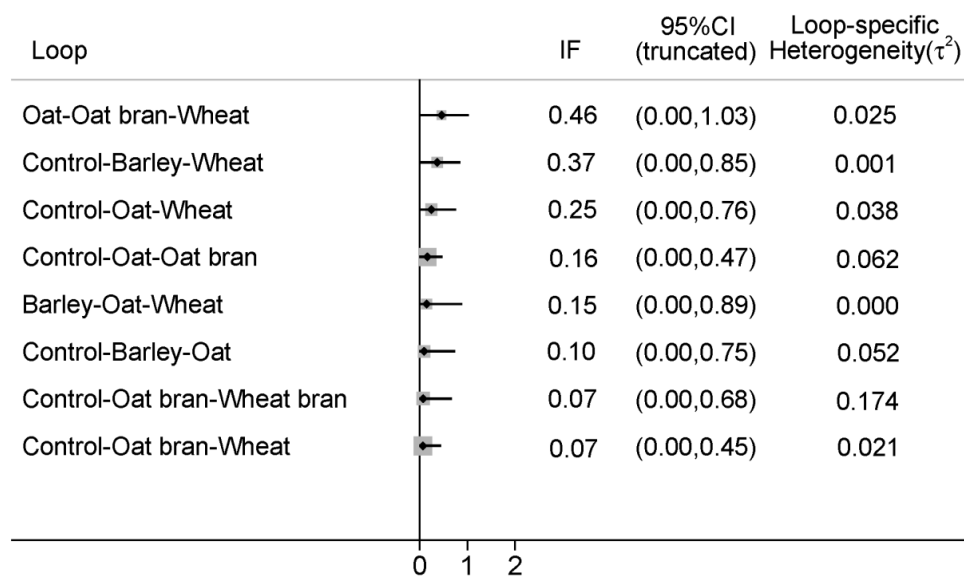 Loop IF 95%CI (truncated) Loop-specific Heterogeneity(τ²)
Oat-Oat bran-Wheat 0.46 (0.00,1.03) 0.025
Control-Barley-Wheat 0.37 (0.00,0.85) 0.001
Control-Oat-Wheat 0.25 (0.00,0.76) 0.038
Control-Oat-Oat bran 0.16 (0.00,0.47) 0.062
Barley-Oat-Wheat 0.15 (0.00,0.89) 0.000
Control-Barley-Oat 0.10 (0.00,0.75) 0.052
Control-Oat bran-Wheat bran 0.07 (0.00,0.68) 0.174
Control-Oat bran-Wheat 0.07 (0.00,0.45) 0.021
0 1 2